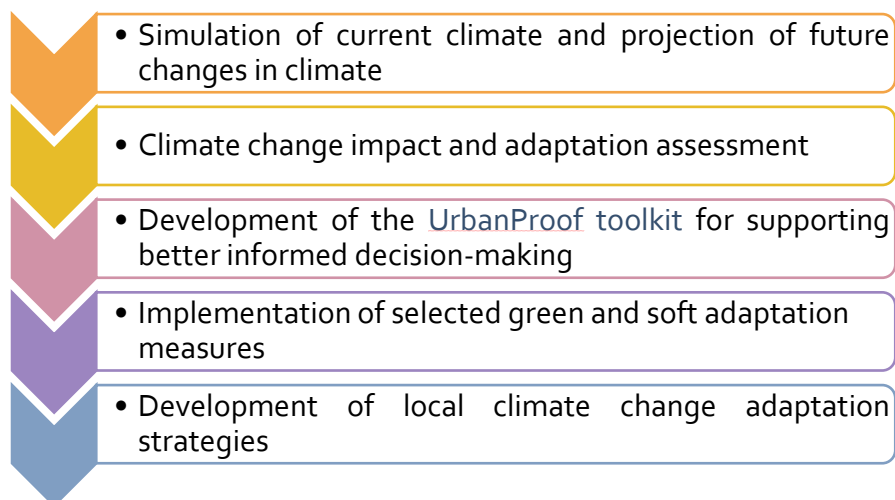 • Simulation of current climate and projection of future
changes in climate
• Climate change impact and adaptation assessment
• Development of the UrbanProof toolkit for supporting
better informed decision-making
• Implementation of selected green and soft adaptation
measures
• Development of local climate change adaptation
strategies